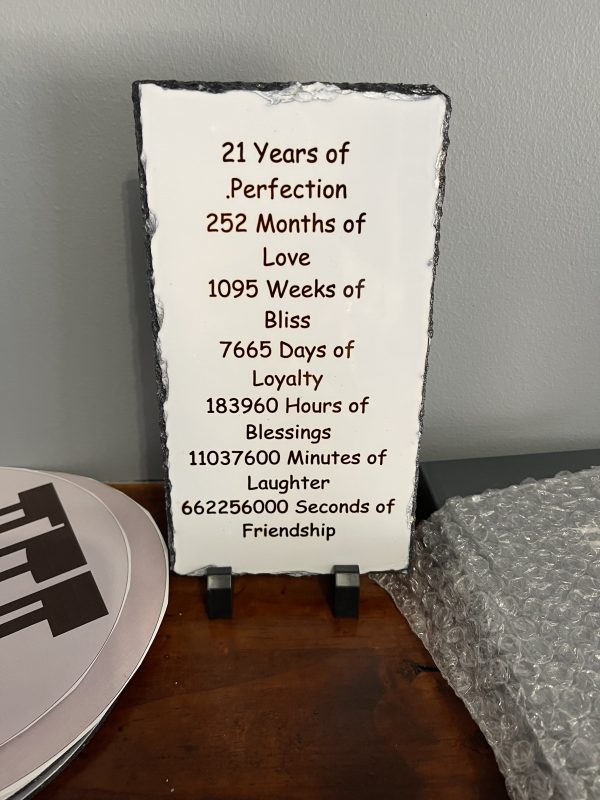 21 Years of
.Perfection
252 Months of
Love
1095 Weeks of
Bliss
7665 Days of
Loyalty
183960 Hours of
Blessings
11037600 Minutes of
Laughter
662256000 Seconds of
Friendship